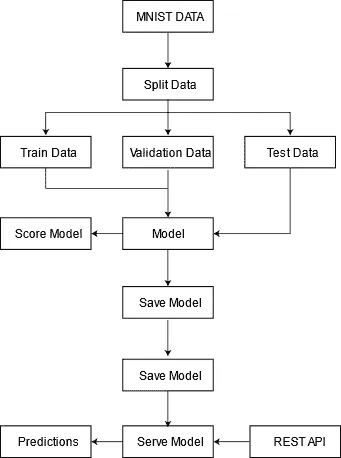 MNIST DATA
Split Data
Train Data
Validation Data
Test Data
Score Model
Model
Save Model
Save Model
Predictions
Serve Model
REST API